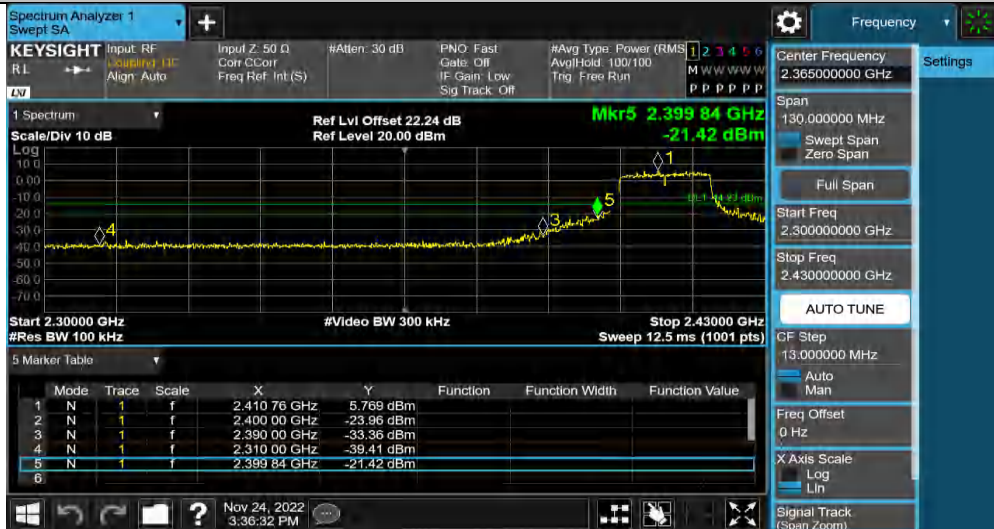 Spectrum Analyzer 1
Swept SA
+
Frequency
KEYSIGHT
RL
LXI
Input: RF
Coupling: DC
Align: Auto
Input Z: 50 Ω
Corr CCorr
Freq Ref: Int (S)
#Atten: 30 dB
PNO: Fast
Gate: Off
IF Gain: Low
Sig Track: Off
#Avg Type: Power (RMS
Avg|Hold: 100/100
Trig: Free Run
1 2 3 4 5 6
M W W W W W
P P P P P P
1 Spectrum
Scale/Div 10 dB
Ref Lvl Offset 22.24 dB
Ref Level 20.00 dBm
Mkr5 2.399 84 GHz
-21.42 dBm
Log
10.0
0.00
-10.0
-20.0
-30.0
-40.0
-50.0
-60.0
-70.0
1
5
3
4
Start 2.30000 GHz
#Video BW 300 kHz
Stop 2.43000 GHz
#Res BW 100 kHz
Sweep 12.5 ms (1001 pts)
5 Marker Table
Mode Trace Scale X Y Function Function Width Function Value
1 N 1 f 2.410 76 GHz 5.769 dBm
2 N 1 f 2.400 00 GHz -23.96 dBm
3 N 1 f 2.390 00 GHz -33.36 dBm
4 N 1 f 2.310 00 GHz -39.41 dBm
5 N 1 f 2.399 84 GHz -21.42 dBm
6
?
Nov 24, 2022
3:36:32 PM
Center Frequency
2.365000000 GHz
Settings
Span
130.000000 MHz
Swept Span
Zero Span
Full Span
Start Freq
2.300000000 GHz
Stop Freq
2.430000000 GHz
AUTO TUNE
CF Step
13.000000 MHz
Auto
Man
Freq Offset
0 Hz
X Axis Scale
Log
Lin
Signal Track
(Span Zoom)